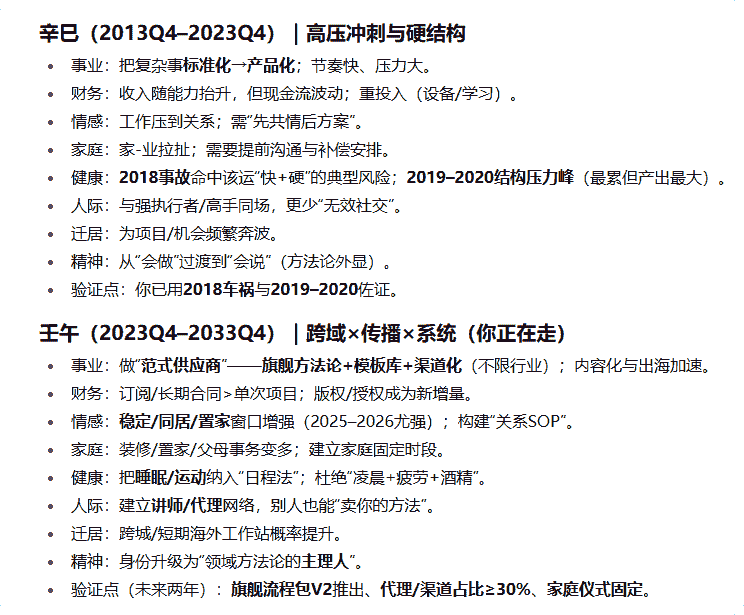 辛巳（2013Q4–2023Q4）｜高压冲刺与硬结构
• 事业：把复杂事标准化→产品化；节奏快、压力大。
• 财务：收入随能力抬升，但现金流波动；重投入（设备/学习）。
• 情感：工作压到关系；需“先共情后方案”。
• 家庭：家-业拉扯；需要提前沟通与补偿安排。
• 健康：2018事故命中该运“快+硬”的典型风险；2019–2020结构压力峰（最累但产出最大）。
• 人际：与强执行者/高手同场，更少“无效社交”。
• 迁居：为项目/机会频繁奔波。
• 精神：从“会做”过渡到“会说”（方法论外显）。
• 验证点：你已用2018车祸与2019–2020佐证。
壬午（2023Q4–2033Q4）｜跨域×传播×系统（你正在走）
• 事业：做“范式供应商”——旗舰方法论+模板库+渠道化（不限行业）；内容化与出海加速。
• 财务：订阅/长期合同>单次项目；版权/授权成为新增量。
• 情感：稳定/同居/置家窗口增强（2025–2026尤强）；构建“关系SOP”。
• 家庭：装修/置家/父母事务变多；建立家庭固定时段。
• 健康：把睡眠/运动纳入“日程法”；杜绝“凌晨+疲劳+酒精”。
• 人际：建立讲师/代理网络，别人也能“卖你的方法”。
• 迁居：跨城/短期海外工作站概率提升。
• 精神：身份升级为“领域方法论的主理人”。
• 验证点（未来两年）：旗舰流程包V2推出、代理/渠道占比≥30%、家庭仪式固定。